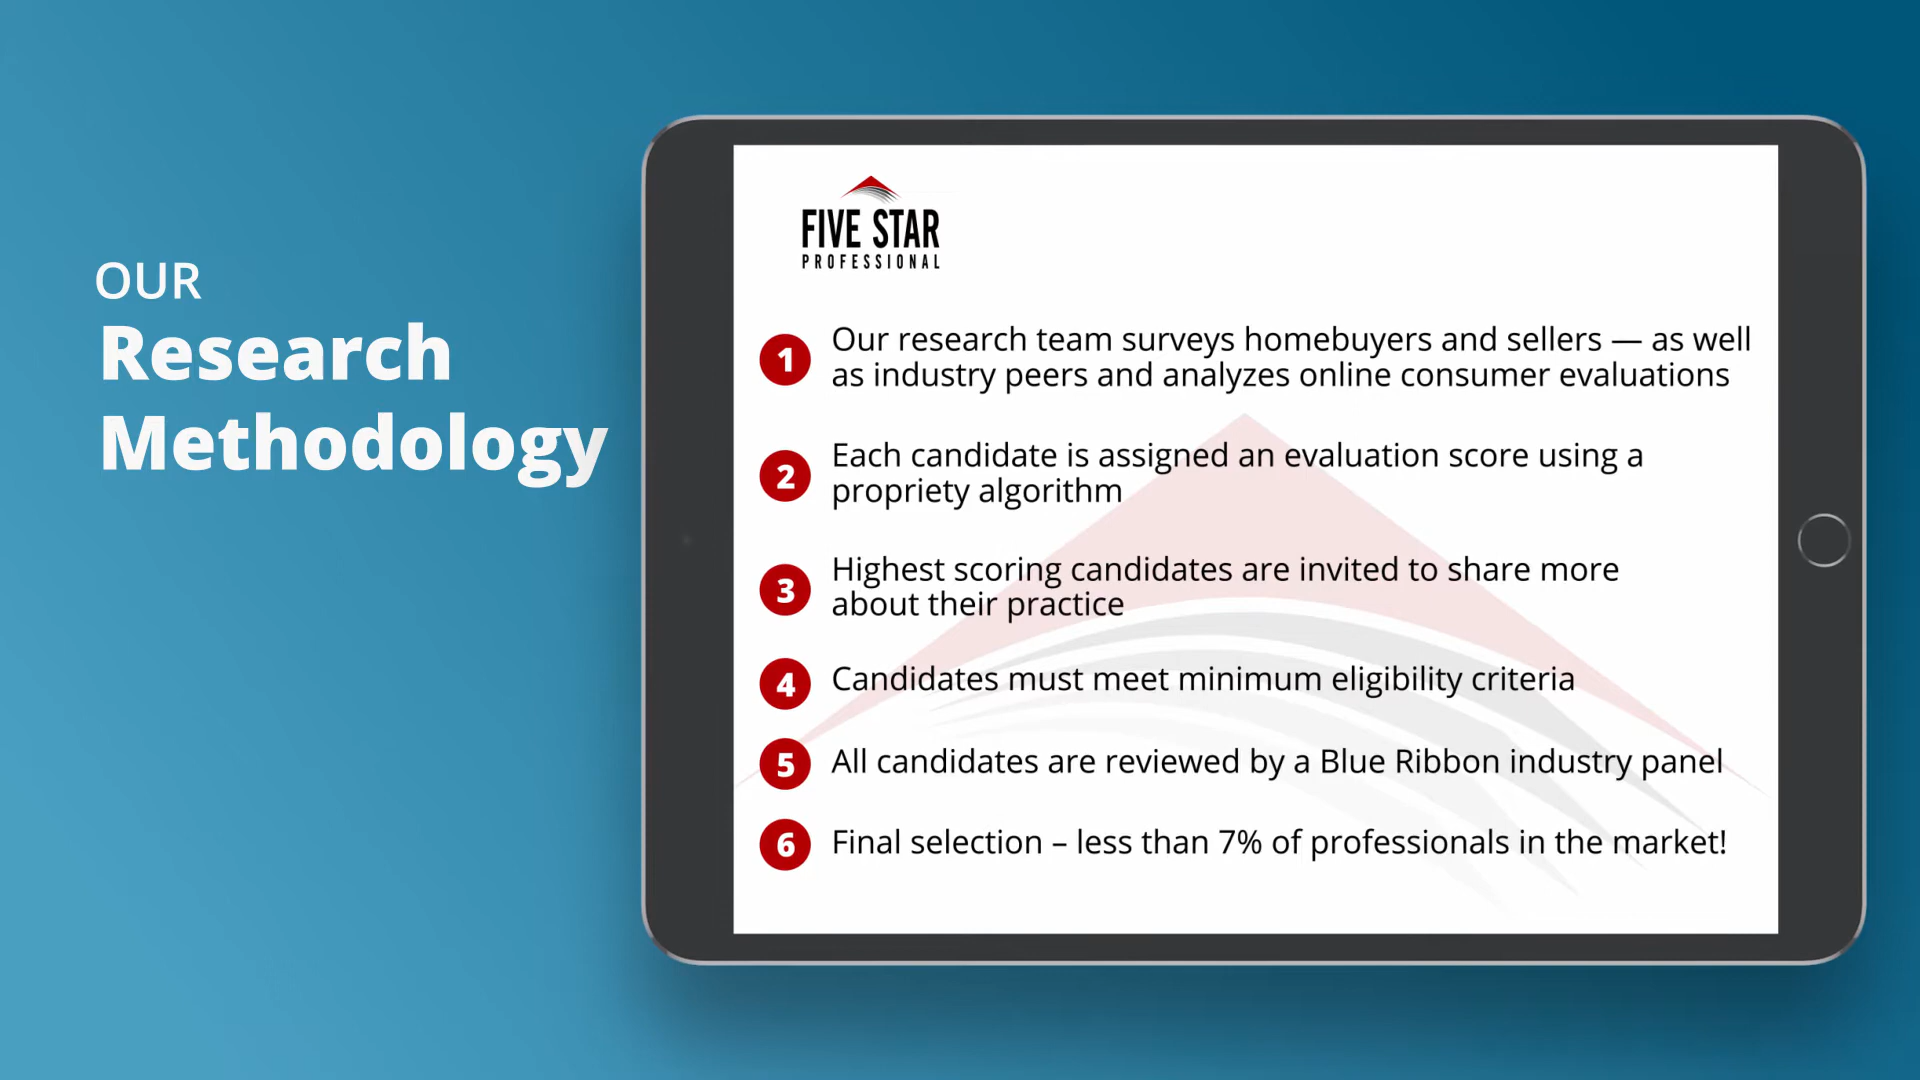 OUR
Research
Methodology
FIVE STAR
PROFESSIONAL
1 Our research team surveys homebuyers and sellers — as well
as industry peers and analyzes online consumer evaluations
2 Each candidate is assigned an evaluation score using a
propriety algorithm
3 Highest scoring candidates are invited to share more
about their practice
4 Candidates must meet minimum eligibility criteria
5 All candidates are reviewed by a Blue Ribbon industry panel
6 Final selection – less than 7% of professionals in the market!